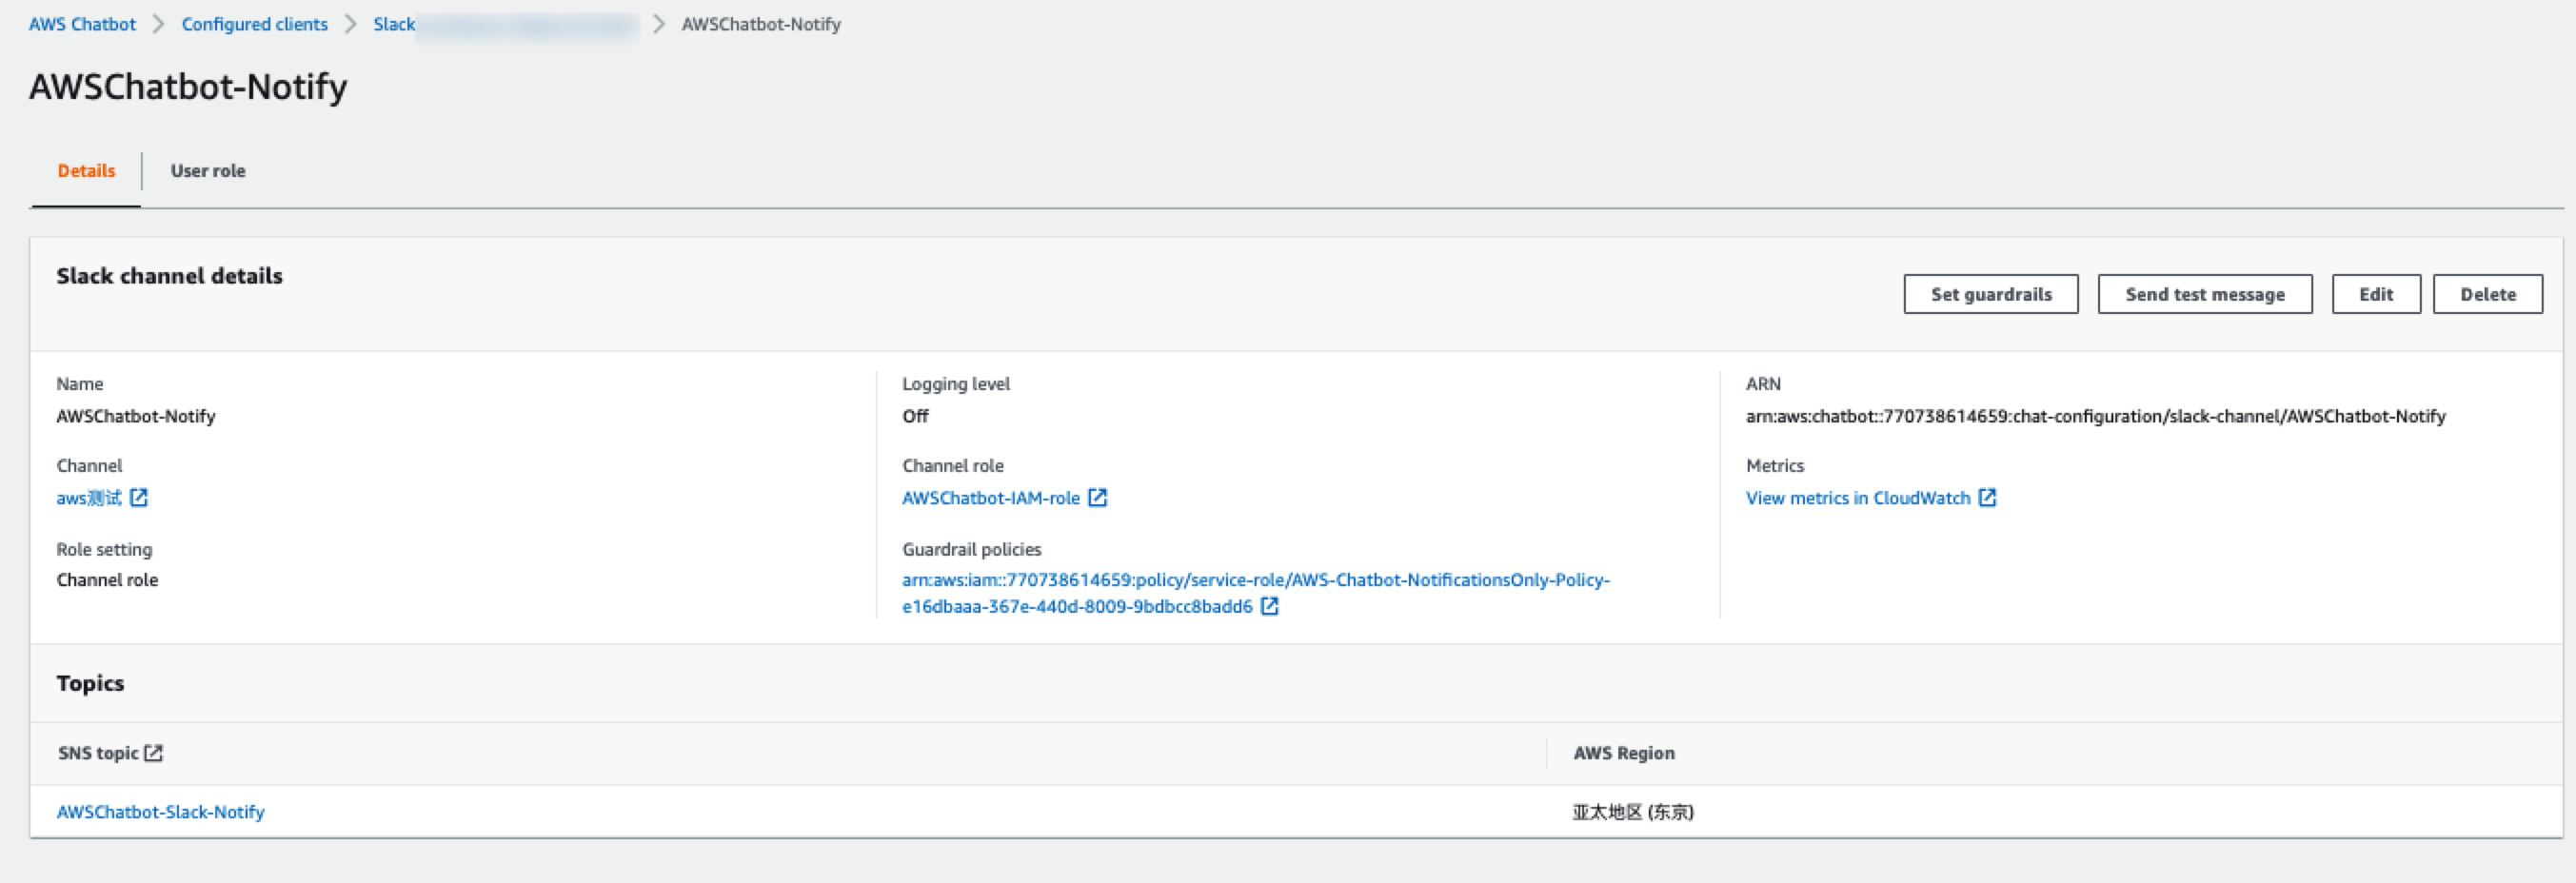 AWS Chatbot > Configured clients > Slack > AWSChatbot-Notify
AWSChatbot-Notify
Details
User role
Slack channel details
Set guardrails
Send test message
Edit
Delete
Name
AWSChatbot-Notify
Channel
aws测试
Role setting
Channel role
Logging level
Off
Channel role
AWSChatbot-IAM-role
Guardrail policies
arn:aws:iam::770738614659:policy/service-role/AWS-Chatbot-NotificationsOnly-Policy-
e16dbaaa-367e-440d-8009-9bdbcc8badd6
ARN
arn:aws:chatbot::770738614659:chat-configuration/slack-channel/AWSChatbot-Notify
Metrics
View metrics in CloudWatch
Topics
SNS topic
AWS Region
AWSChatbot-Slack-Notify
亚太地区 (东京)